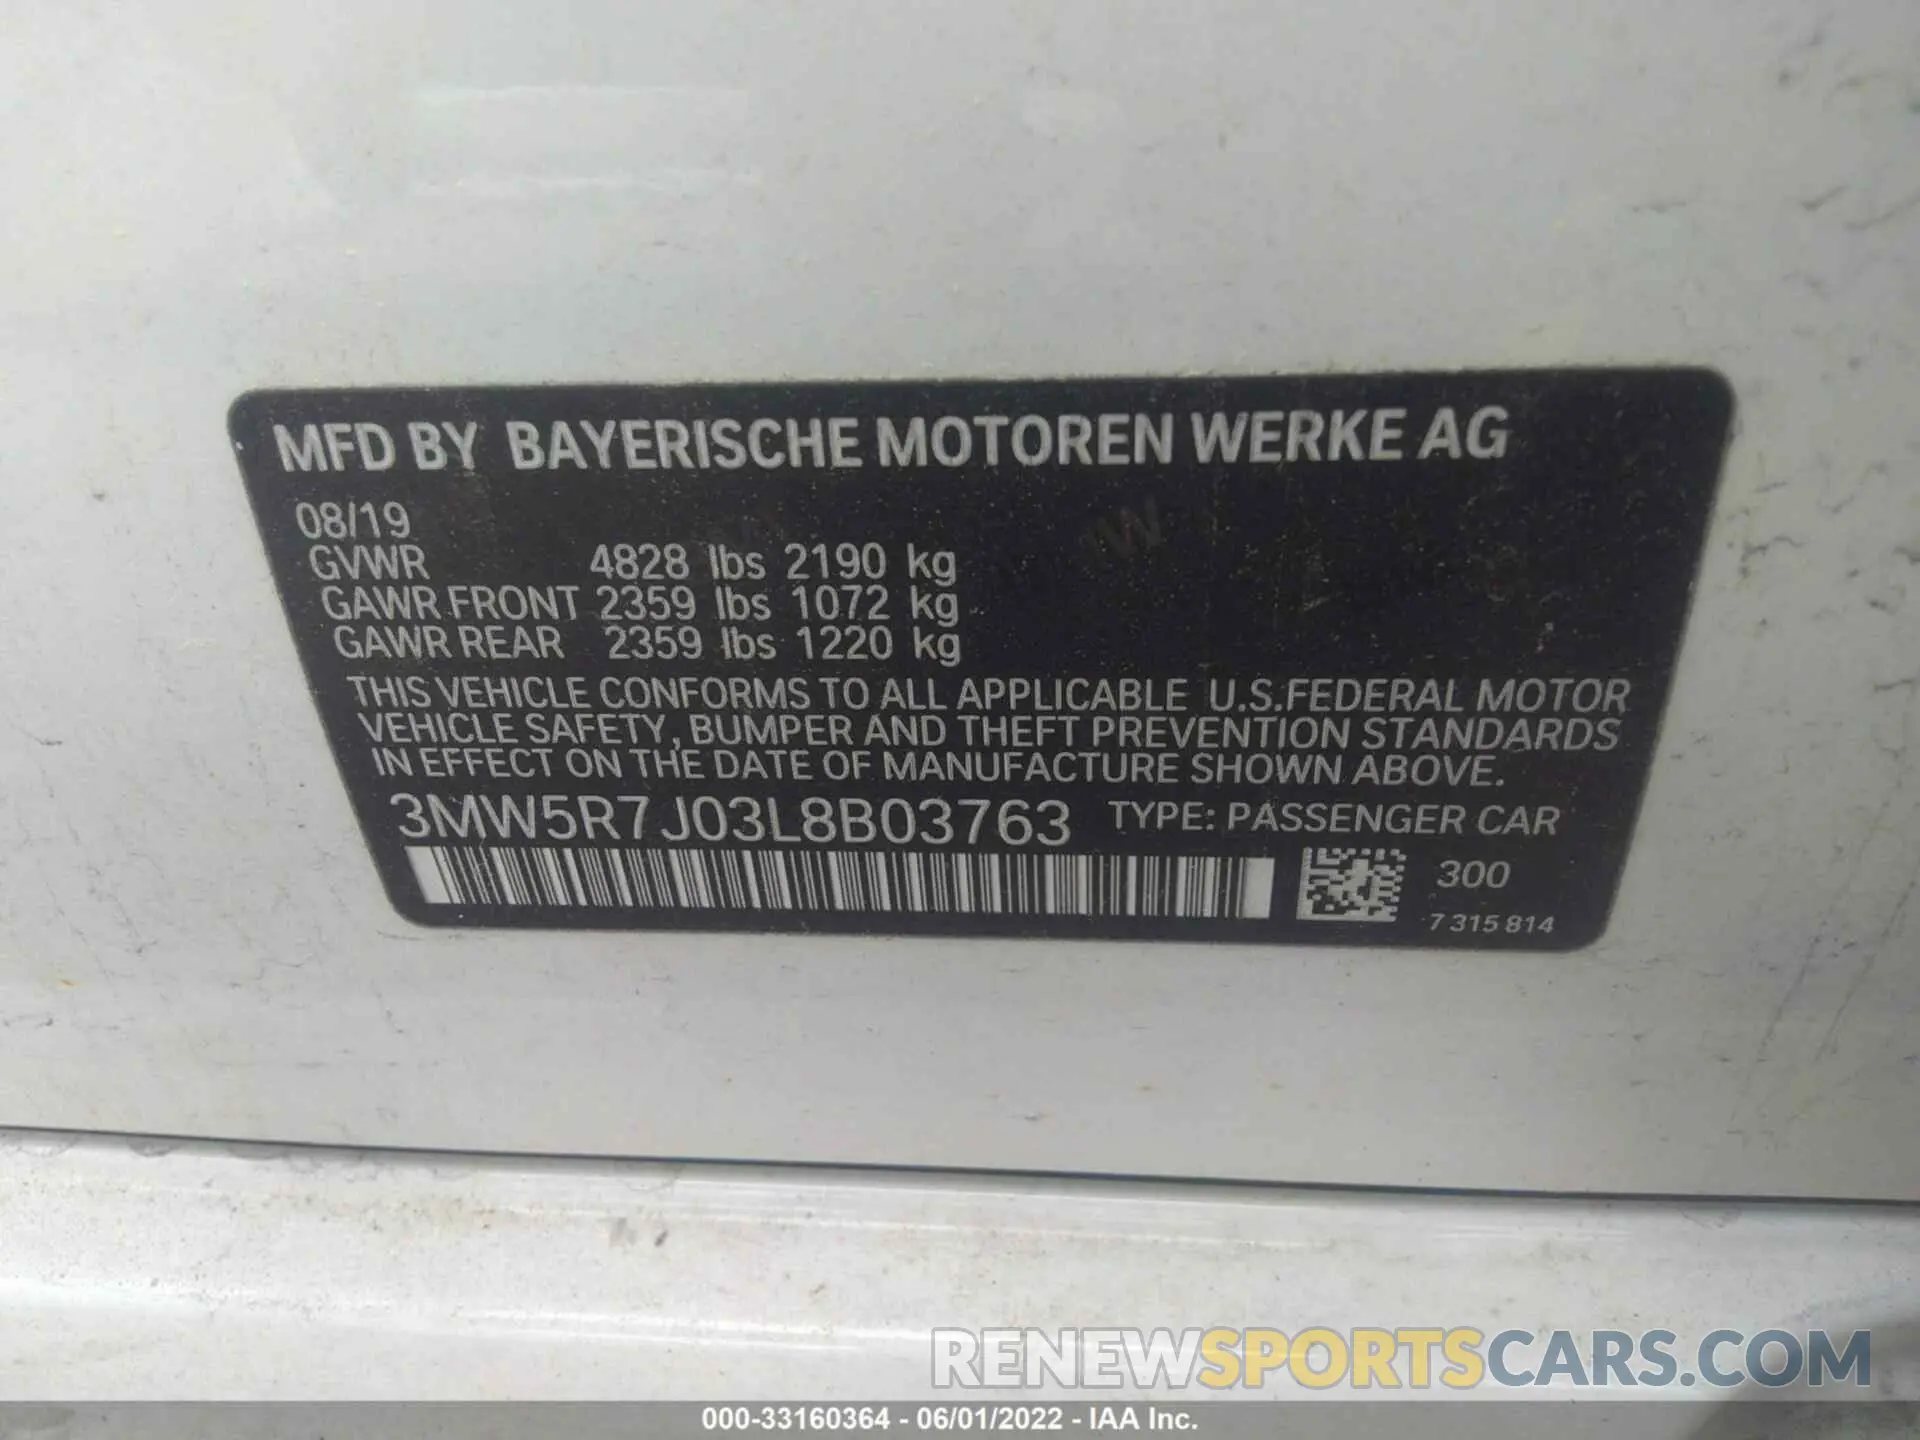 MFD BY BAYERISCHE MOTOREN WERKE AG
08/19
GVWR 4828 lbs 2190 kg
GAWR FRONT 2359 lbs 1072 kg
GAWR REAR 2359 lbs 1220 kg
THIS VEHICLE CONFORMS TO ALL APPLICABLE U.S.FEDERAL MOTOR
VEHICLE SAFETY, BUMPER AND THEFT PREVENTION STANDARDS
IN EFFECT ON THE DATE OF MANUFACTURE SHOWN ABOVE.
3MW5R7J03L8B03763 TYPE: PASSENGER CAR
300
7 315 814
RENEWSPORTSCARS.COM
000-33160364 - 06/01/2022 - IAA Inc.